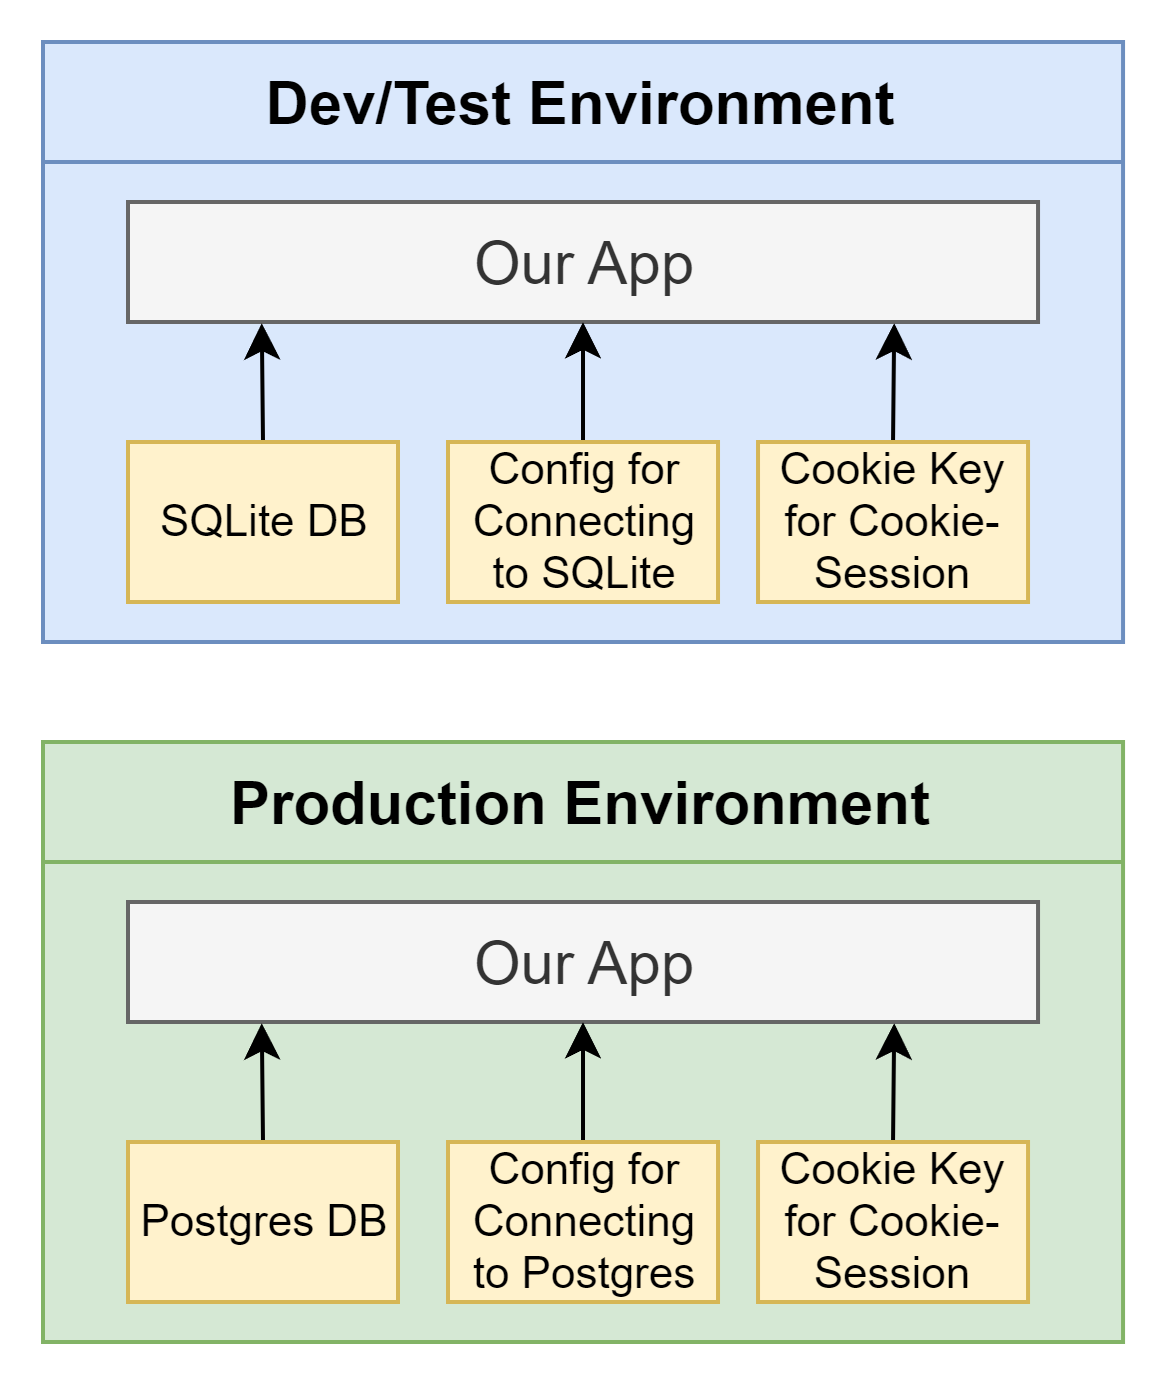 Dev/Test Environment
Our App
SQLite DB
Config for
Connecting
to SQLite
Cookie Key
for Cookie-
Session
Production Environment
Our App
Postgres DB
Config for
Connecting
to Postgres
Cookie Key
for Cookie-
Session